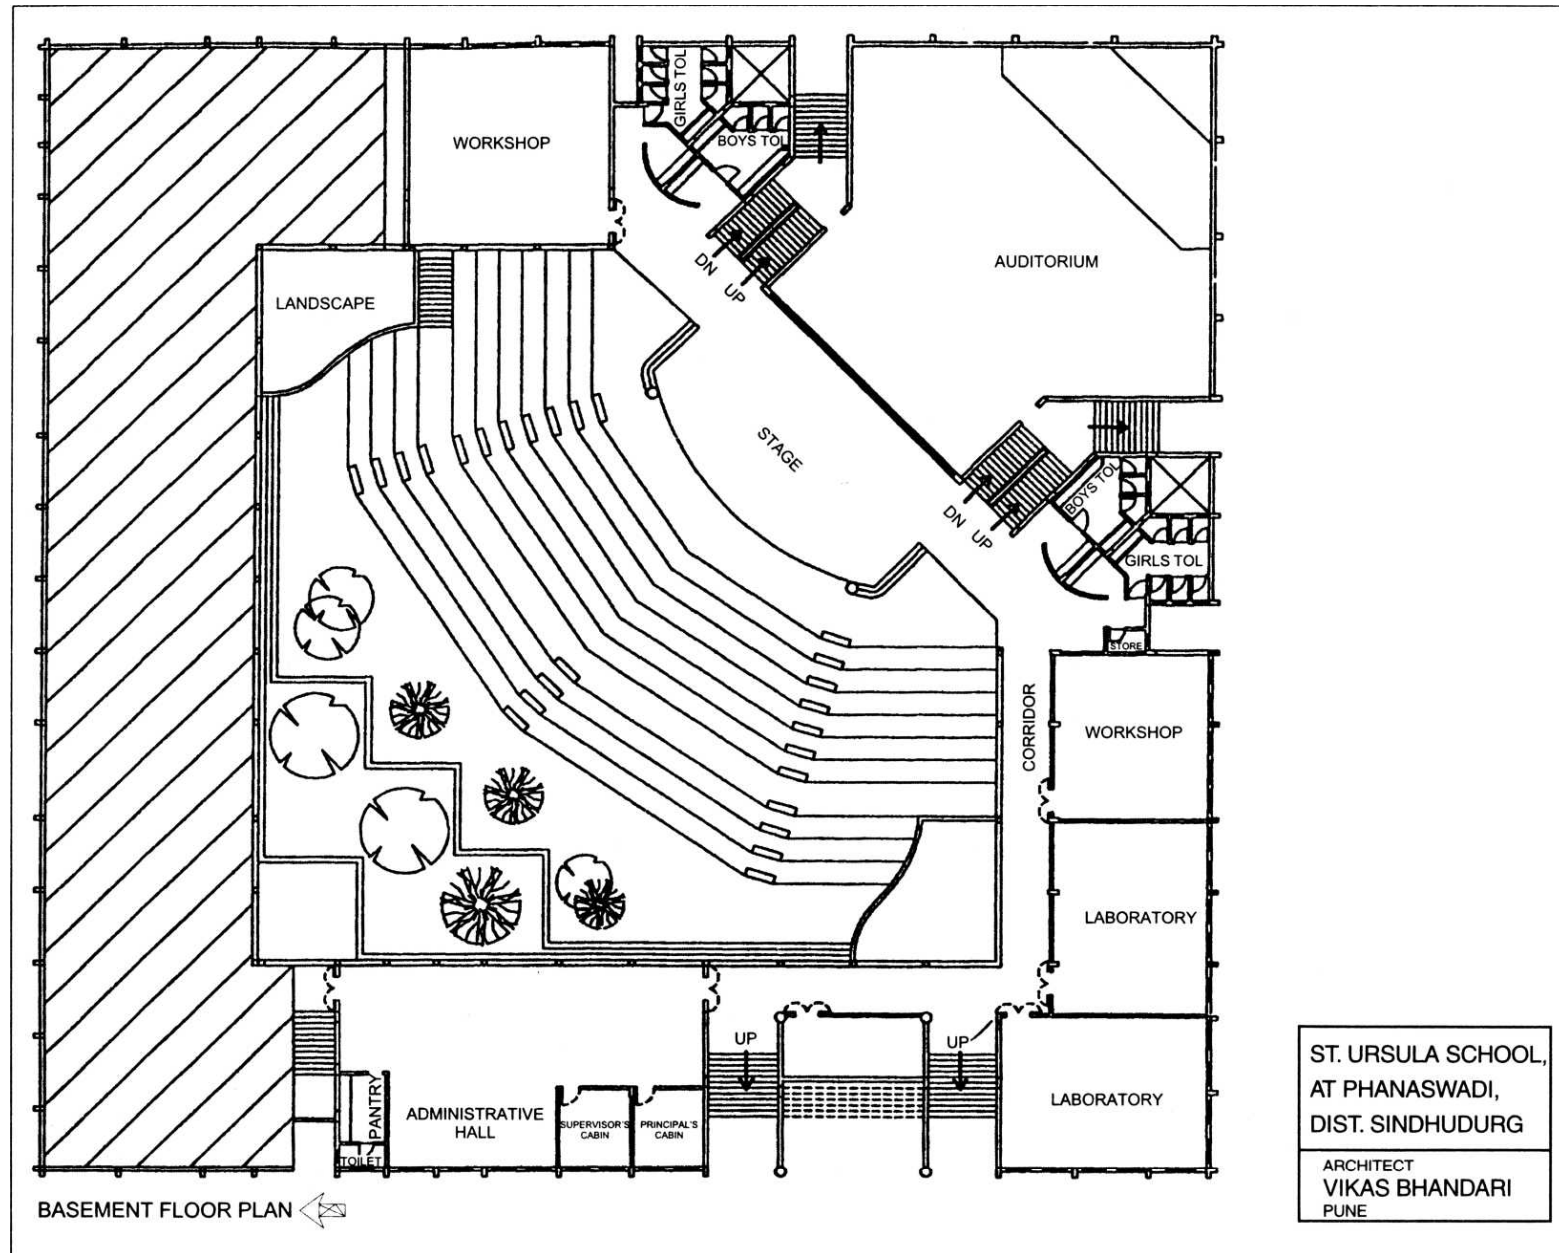 GIRLS TOL
WORKSHOP
BOYS TOL
AUDITORIUM
DN
UP
LANDSCAPE
STAGE
BOYS TOL
DN
UP
GIRLS TOL
STORE
CORRIDOR
WORKSHOP
LABORATORY
UP
UP
PANTRY
ADMINISTRATIVE
HALL
SUPERVISOR'S
CABIN
PRINCIPAL'S
CABIN
LABORATORY
TOILET
BASEMENT FLOOR PLAN
ST. URSULA SCHOOL,
AT PHANASWADI,
DIST. SINDHUDURG
ARCHITECT
VIKAS BHANDARI
PUNE